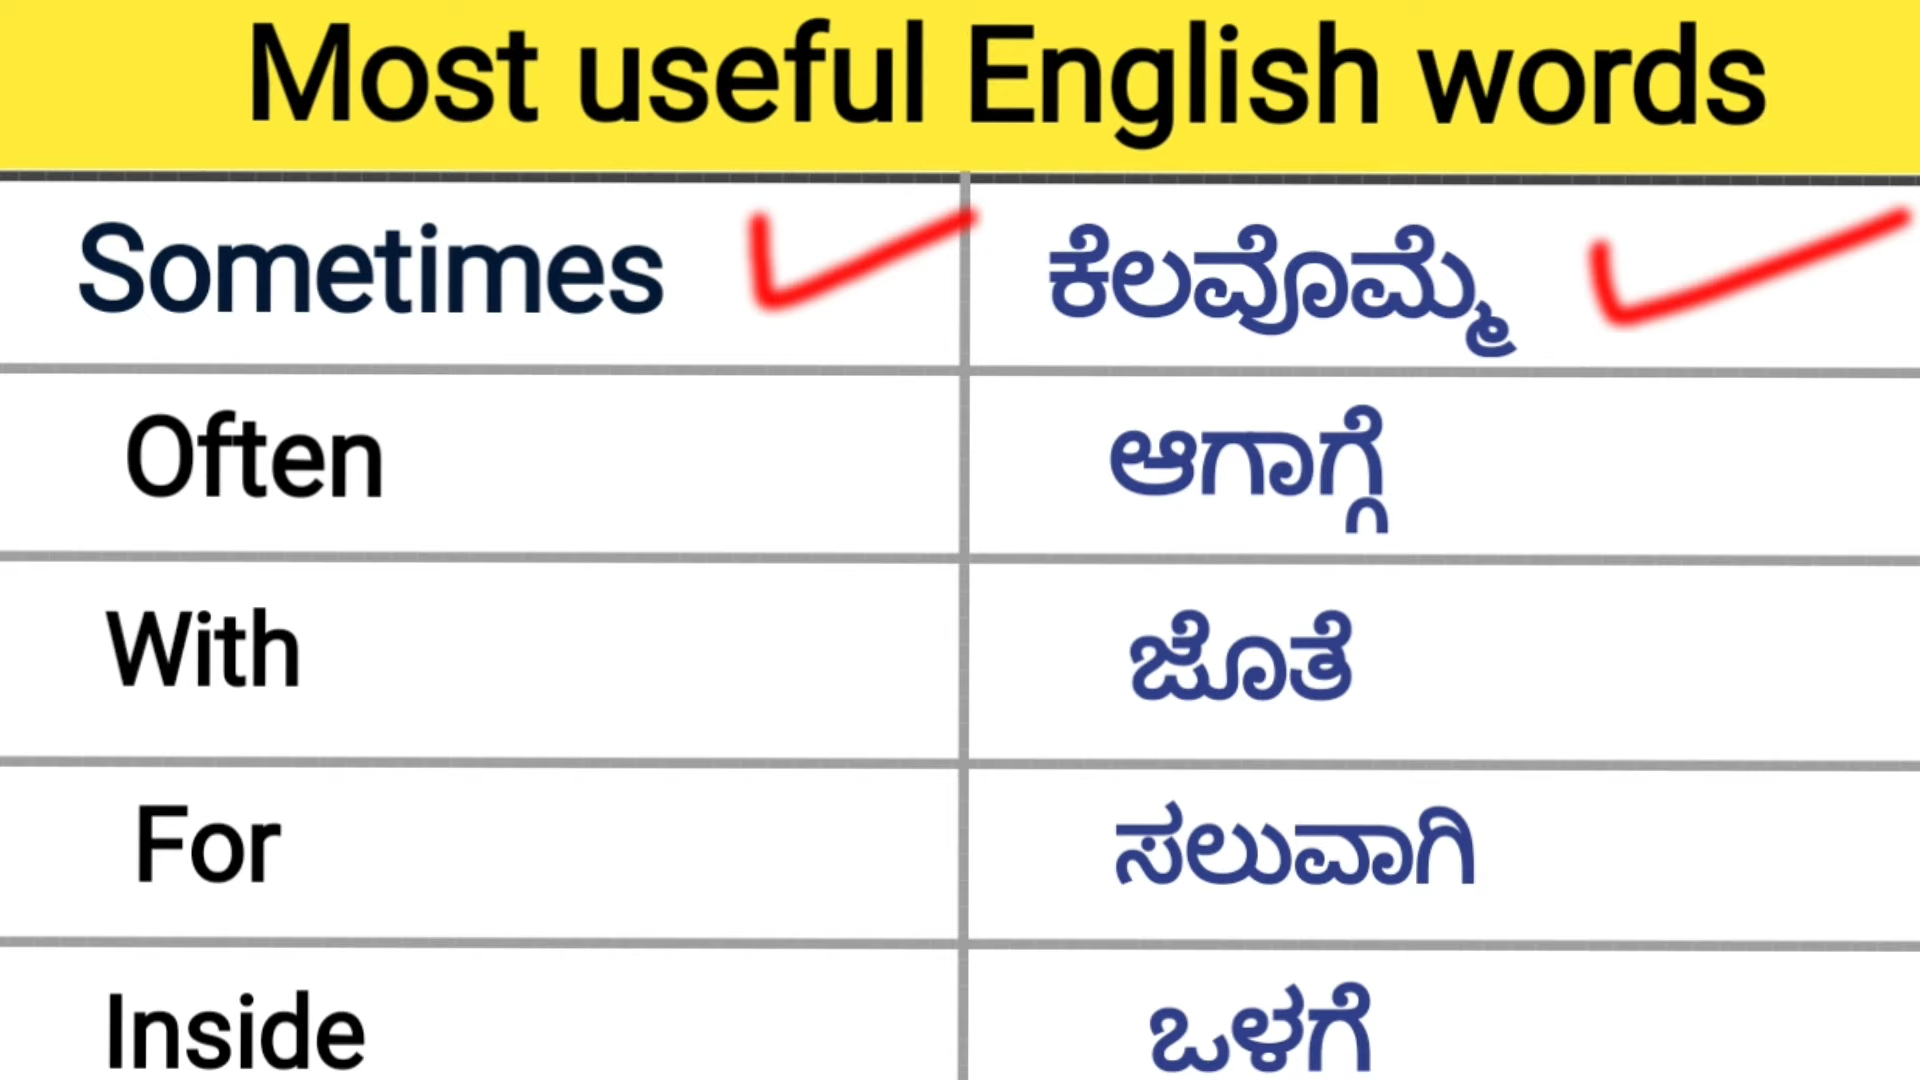 Most useful English words
Sometimes ಕೆಲವೊಮ್ಮೆ
Often ಆಗಾಗ್ಗೆ
With ಜೊತೆ
For ಸಲುವಾಗಿ
Inside ಒಳಗೆ